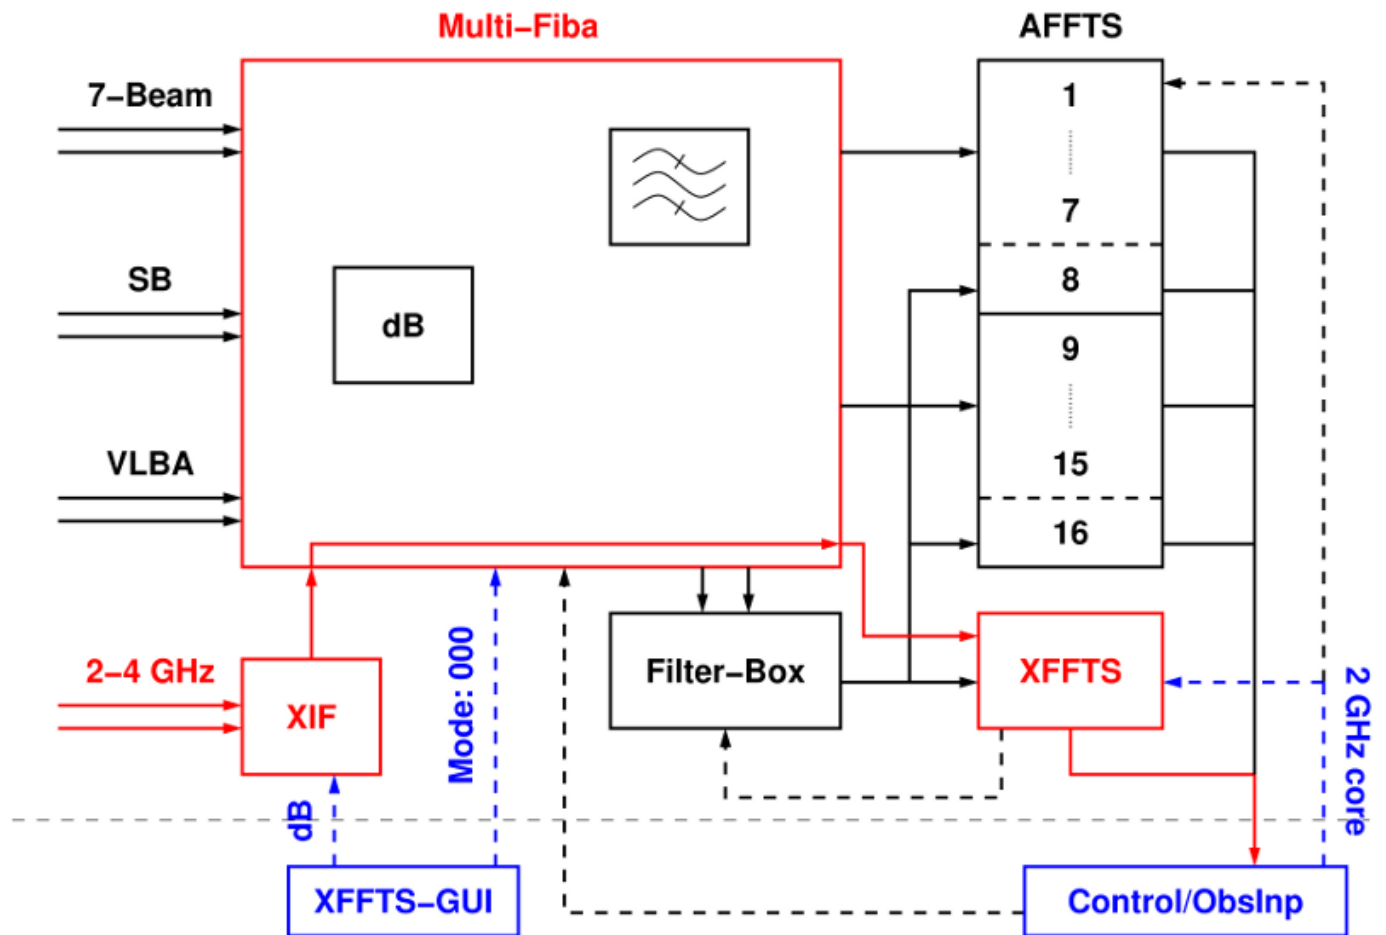 Multi–Fiba
AFFTS
7–Beam
1
7
SB
8
dB
9
VLBA
15
16
2–4 GHz
XIF
Mode: 000
Filter–Box
XFFTS
2 GHz core
dB
XFFTS–GUI
Control/ObsInp